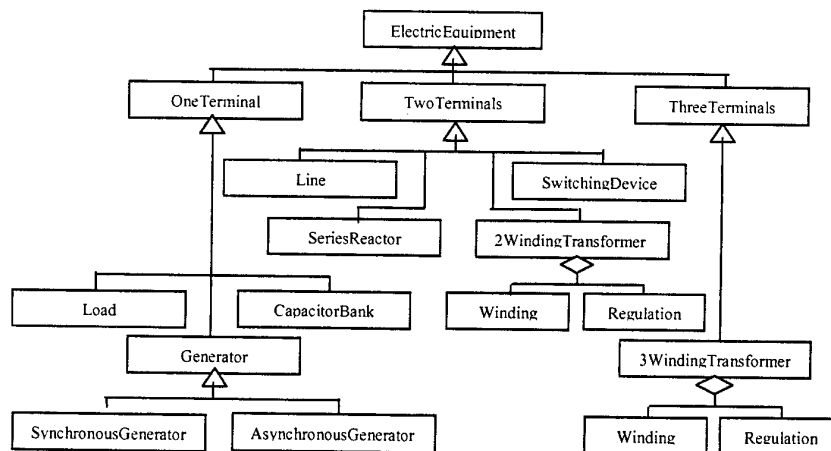 ElectricEquipment
OneTerminal
TwoTerminals
ThreeTerminals
Line
SwitchingDevice
SeriesReactor
2WindingTransformer
Load
CapacitorBank
Winding
Regulation
Generator
3WindingTransformer
SynchronousGenerator
AsynchronousGenerator
Winding
Regulation